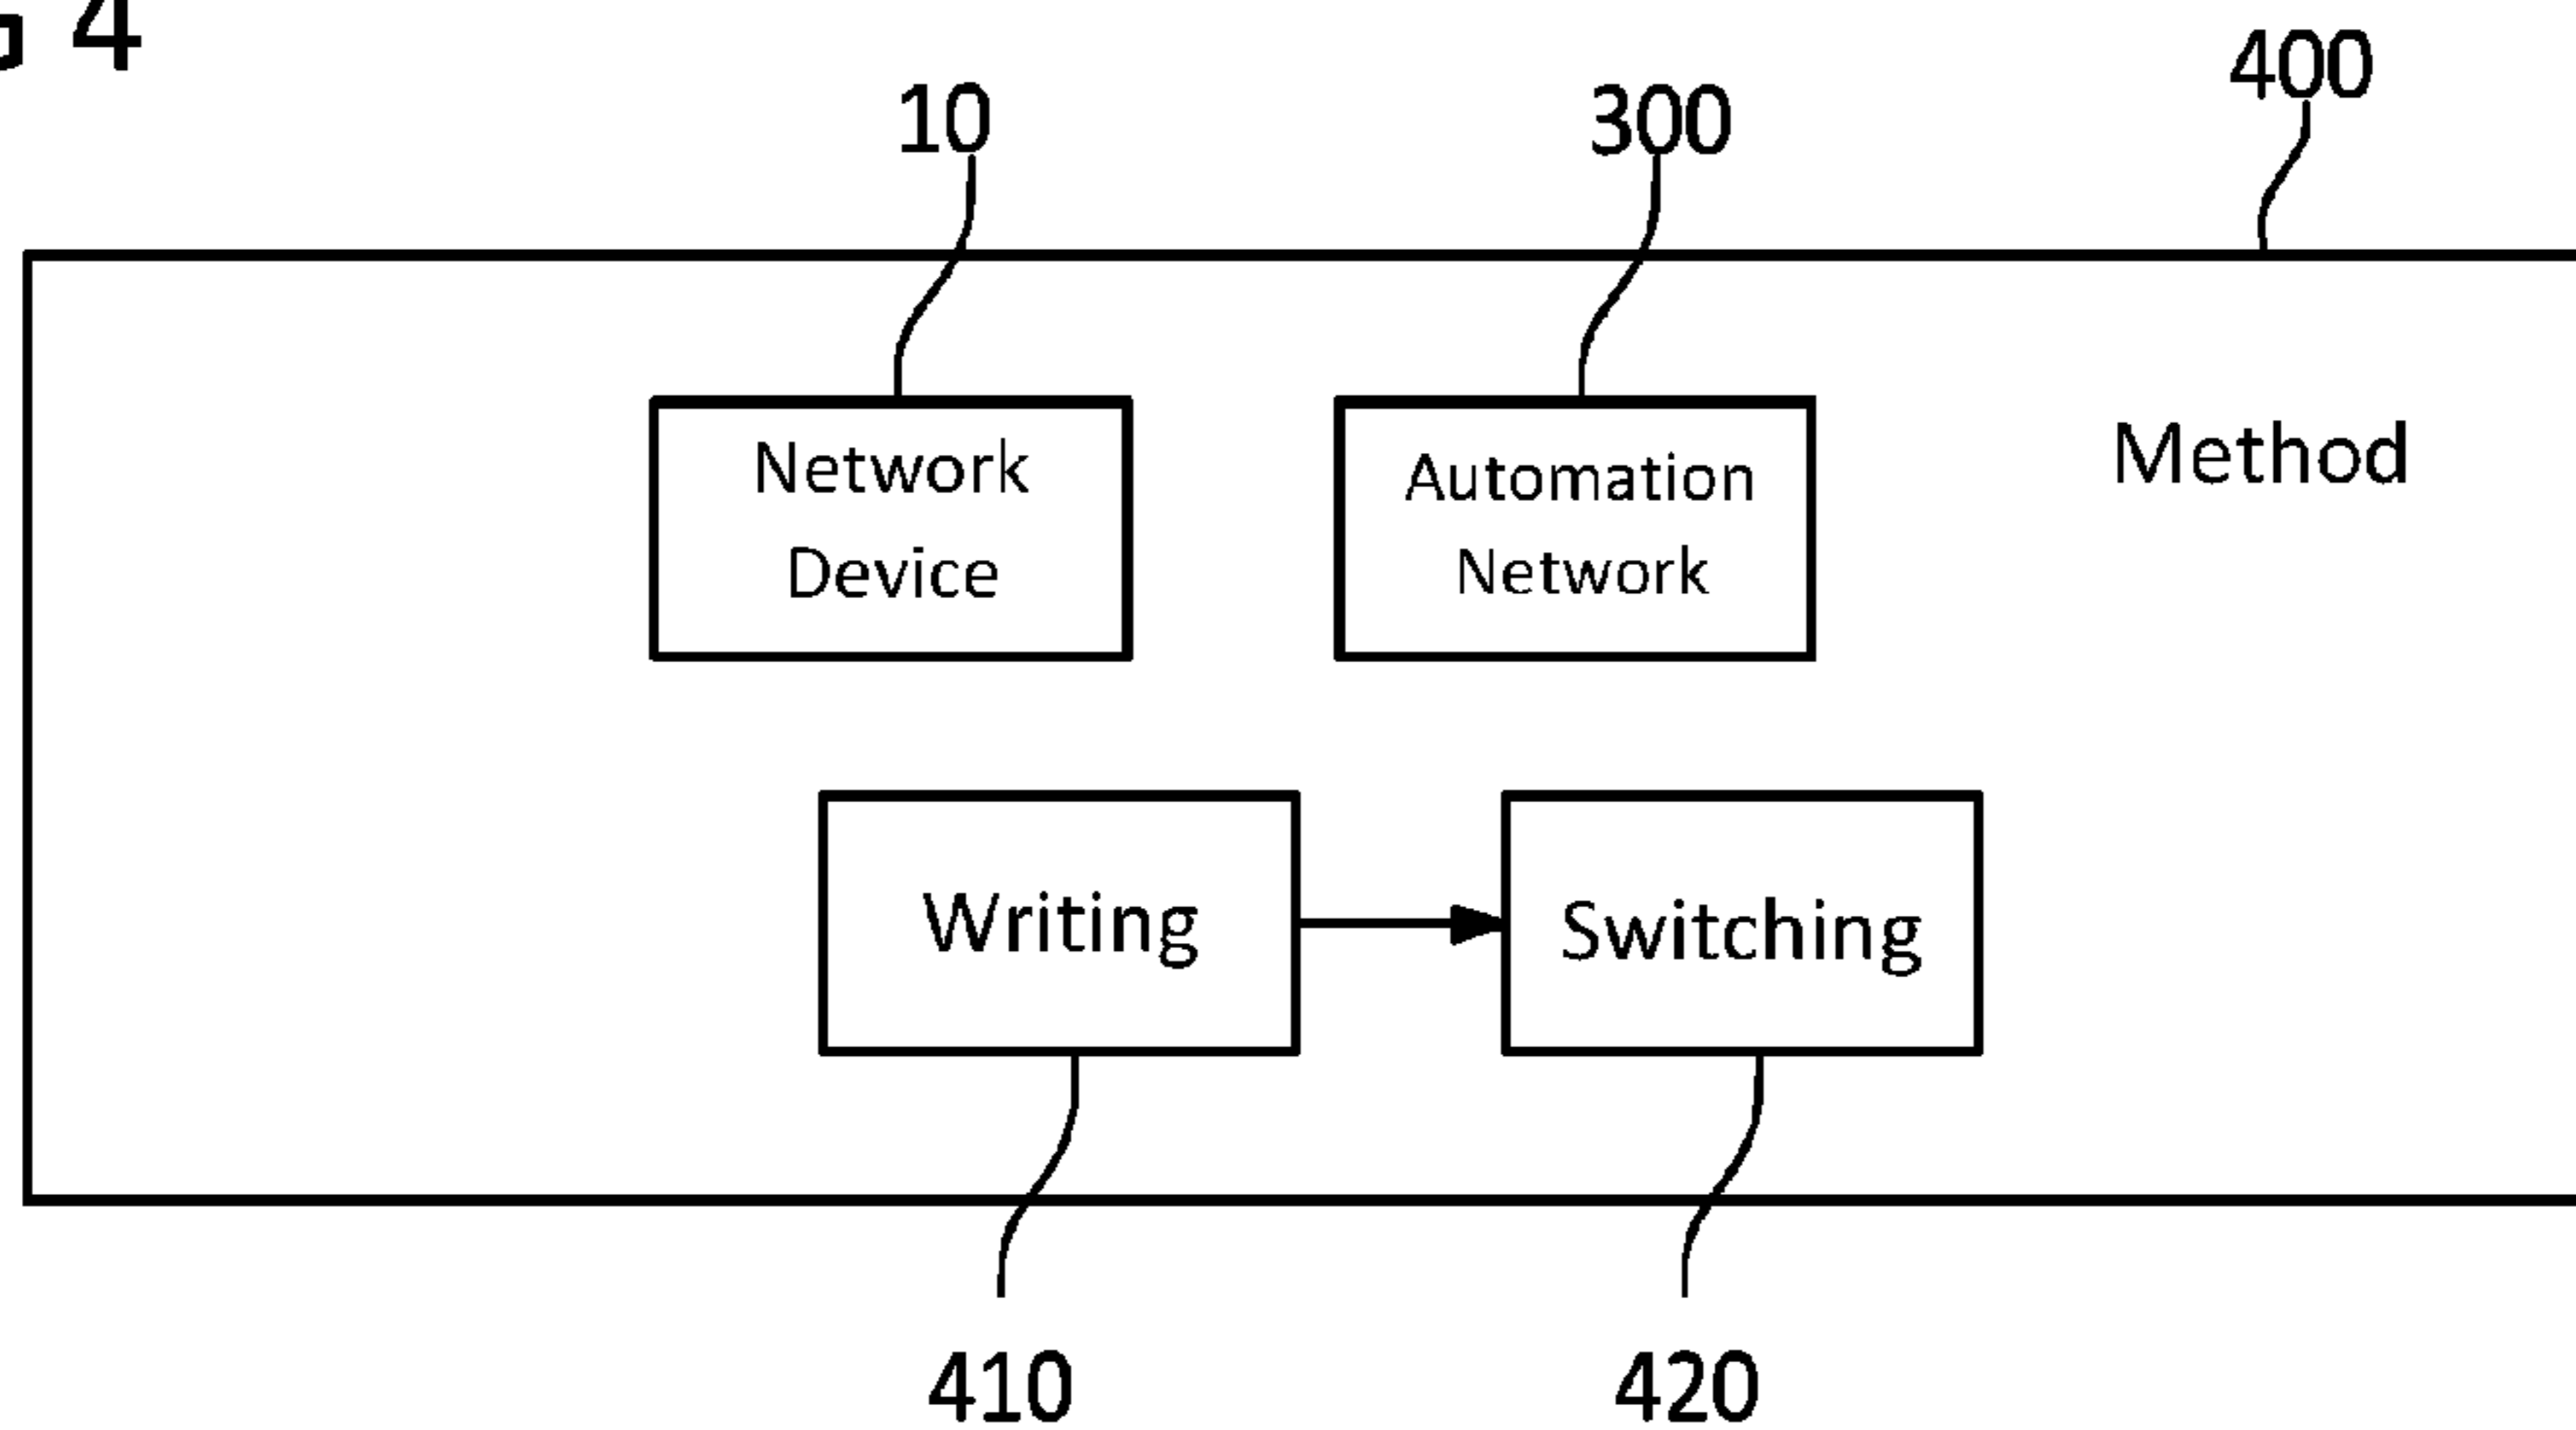 G 4
10
300
400
Network
Device
Automation
Network
Method
Writing
Switching
410
420